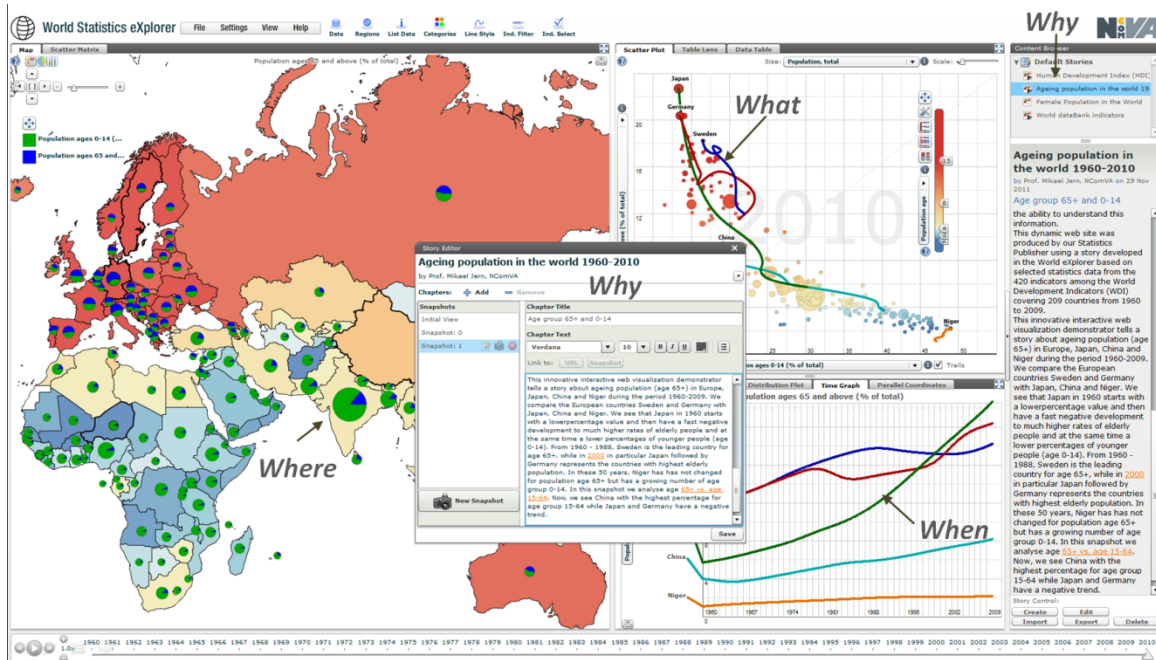 World Statistics eXplorer
File Settings View Help
Data Regions List Data Categories Line Style Ind. Filter Ind. Select
Why
NComVA
Map Scatter Matrix
Population ages 65 and above (% of total)
Population ages 0-14 (...
Population ages 65 and...
Where
Scatter Plot Table Lens Data Table
Size: Population, total Scale:
Japan
Germany
Sweden
What
China
Niger
2010
20
16
12
15
Population age
above (% of total)
25 30 35 40 45
ages 0-14 (% of total) Trails
Distribution Plot Time Graph Parallel Coordinates
Population ages 65 and above (% of total)
When
China
Niger
8
4
0
1960 1967 1974 1981 1988 1995 2002 2009
Story Editor
Ageing population in the world 1960-2010
by Prof. Mikael Jern, NComVA
Why
Chapters: Add Remove
Snapshots
Initial View
Snapshot: 0
Snapshot: 1
New Snapshot
Chapter Title
Age group 65+ and 0-14
Chapter Text
Verdana 10 B I U
Link to: URL Snapshot
This innovative interactive web visualization demonstrator
tells a story about ageing population (age 65+) in Europe,
Japan, China and Niger during the period 1960-2009. We
compare the European countries Sweden and Germany with
Japan, China and Niger. We see that Japan in 1960 starts
with a lowerpercentage value and then have a fast negative
development to much higher rates of elderly people and at
the same time a lower percentages of younger people (age
0-14). From 1960 - 1988, Sweden is the leading country
for age 65+, while in 2000 in particular Japan followed by
Germany represents the countries with highest elderly
population. In these 50 years, Niger has has not changed
for population age 65+ but has a growing number of age
group 0-14. In this snapshot we analyse age 65+ vs. age
15-64. Now, we see China with the highest percentage for
age group 15-64 while Japan and Germany have a negative
trend.
Save
Content Browser
Default Stories
Human Development Index (HDI)
Ageing population in the world 19
Female Population in the World
World dataBank Indicators
Ageing population in
the world 1960-2010
by Prof. Mikael Jern, NComVA on 29 Nov
2011
Age group 65+ and 0-14
the ability to understand this
information.
This dynamic web site was
produced by our Statistics
Publisher using a story developed
in the World eXplorer based on
selected statistics data from the
420 indicators among the World
Development Indicators (WDI)
covering 209 countries from 1960
to 2009.
This innovative interactive web
visualization demonstrator tells a
story about ageing population (age
65+) in Europe, Japan, China and
Niger during the period 1960-2009.
We compare the European
countries Sweden and Germany
with Japan, China and Niger. We
see that Japan in 1960 starts with
a lowerpercentage value and then
have a fast negative development
to much higher rates of elderly
people and at the same time a
lower percentages of younger
people (age 0-14). From 1960 -
1988, Sweden is the leading
country for age 65+, while in 2000
in particular Japan followed by
Germany represents the countries
with highest elderly population. In
these 50 years, Niger has has not
changed for population age 65+
but has a growing number of age
group 0-14. In this snapshot we
analyse age 65+ vs. age 15-64.
Now, we see China with the
highest percentage for age group
15-64 while Japan and Germany
have a negative trend.
Story Control:
Create Edit
Import Export Delete
1.0x
1960 1961 1962 1963 1964 1965 1966 1967 1968 1969 1970 1971 1972 1973 1974 1975 1976 1977 1978 1979 1980 1981 1982 1983 1984 1985 1986 1987 1988 1989 1990 1991 1992 1993 1994 1995 1996 1997 1998 1999 2000 2001 2002 2003 2004 2005 2006 2007 2008 2009 2010